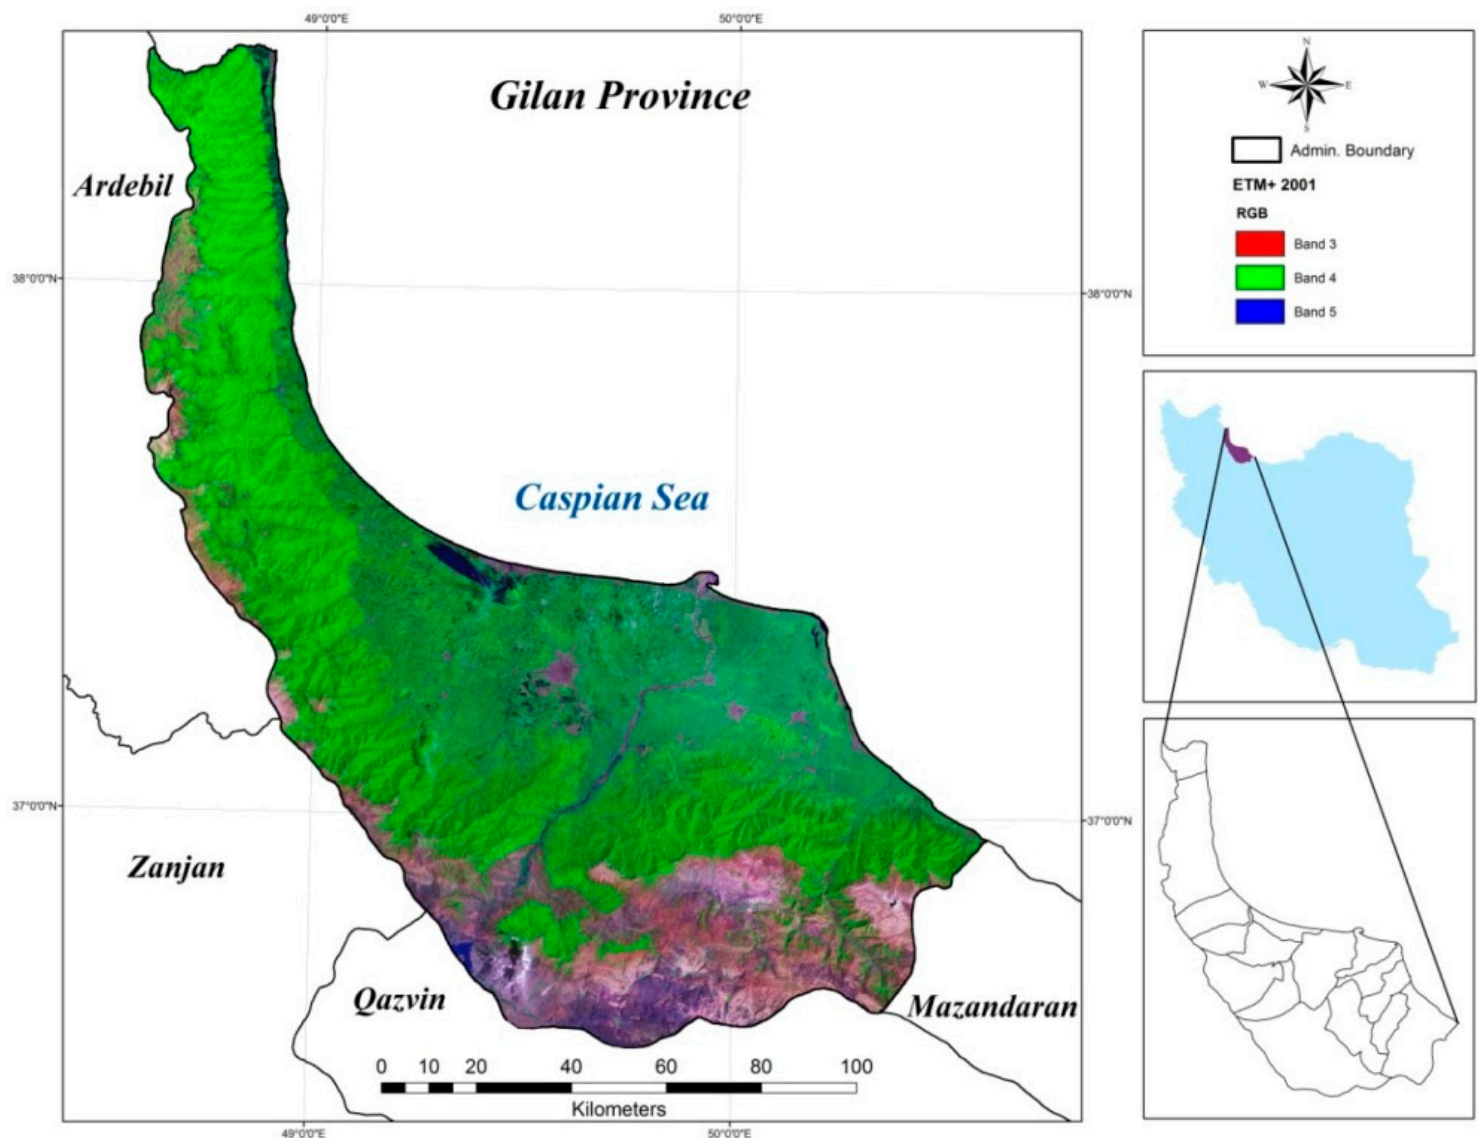 49°0'0"E 50°0'0"E
Gilan Province
Ardebil
38°0'0"N 38°0'0"N
Caspian Sea
37°0'0"N 37°0'0"N
Zanjan
Qazvin
Mazandaran
0 10 20 40 60 80 100
Kilometers
49°0'0"E 50°0'0"E
N
W E
S
Admin. Boundary
ETM+ 2001
RGB
Band 3
Band 4
Band 5